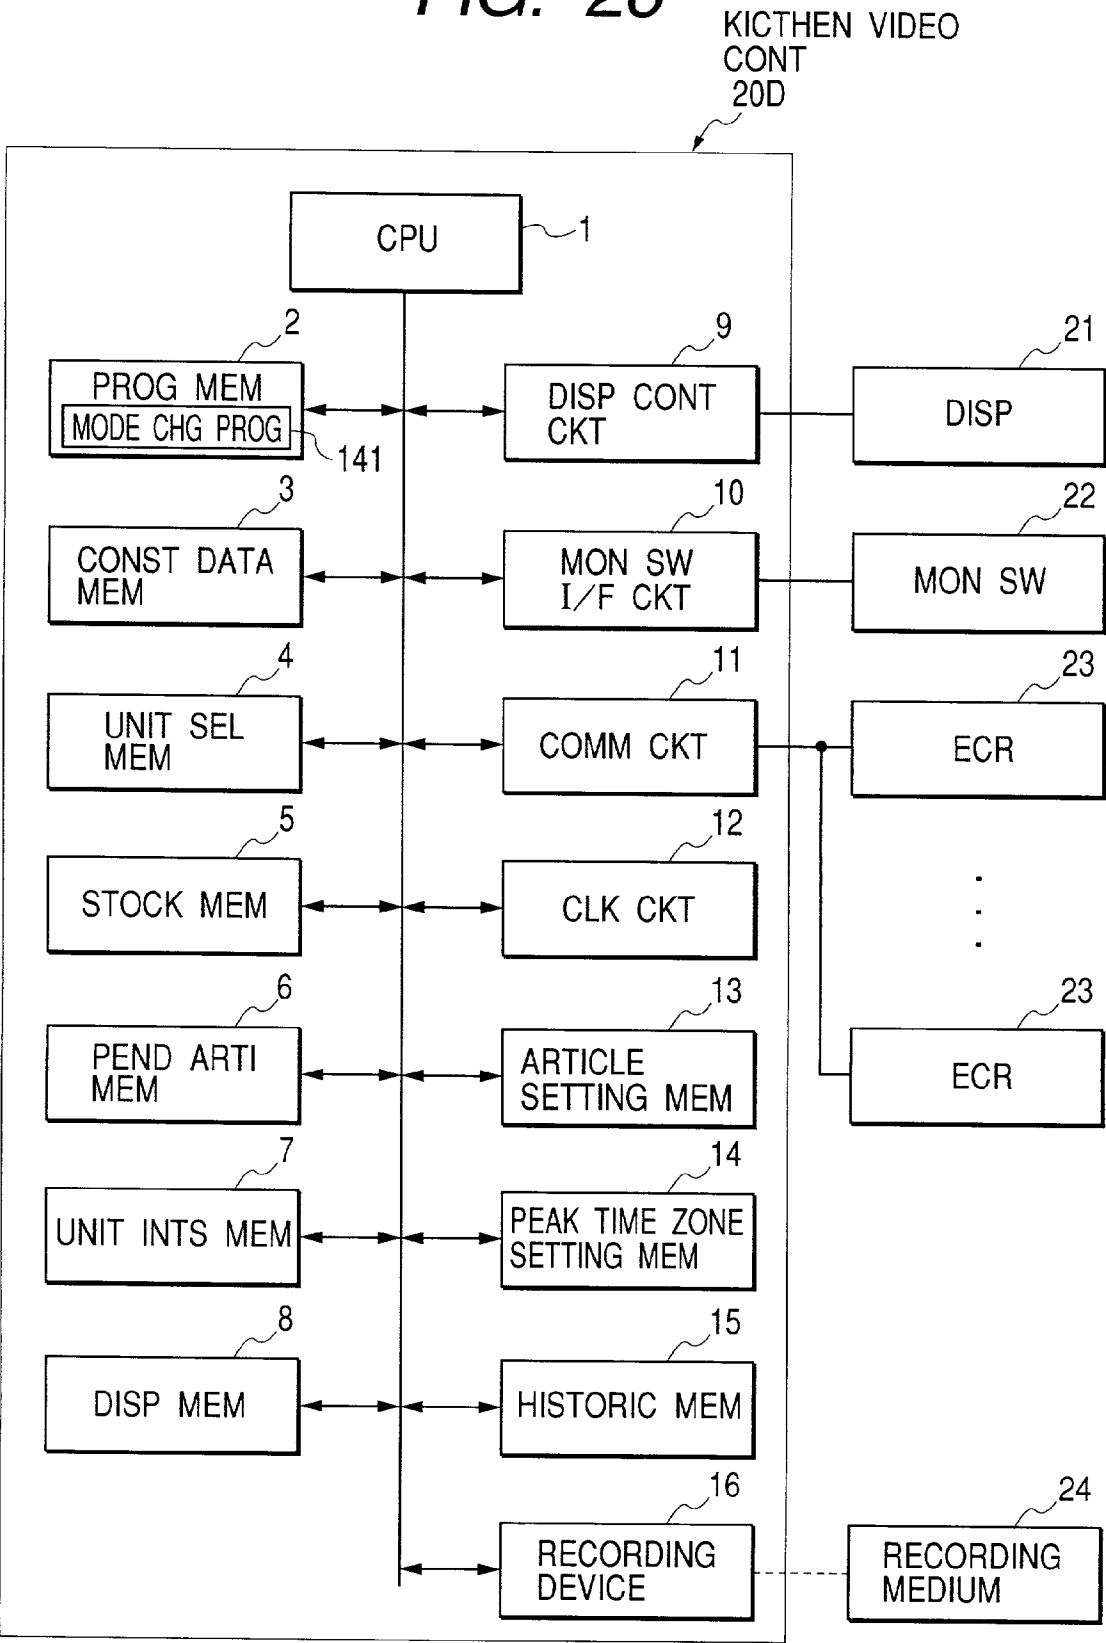 FIG.
KICTHEN VIDEO
CONT
20D
CPU
1
2
PROG MEM
MODE CHG PROG
141
9
DISP CONT
CKT
21
DISP
3
CONST DATA
MEM
10
MON SW
I/F CKT
22
MON SW
4
UNIT SEL
MEM
11
COMM CKT
23
ECR
5
STOCK MEM
12
CLK CKT
6
PEND ARTI
MEM
13
ARTICLE
SETTING MEM
23
ECR
7
UNIT INTS MEM
14
PEAK TIME ZONE
SETTING MEM
8
DISP MEM
15
HISTORIC MEM
16
RECORDING
DEVICE
24
RECORDING
MEDIUM